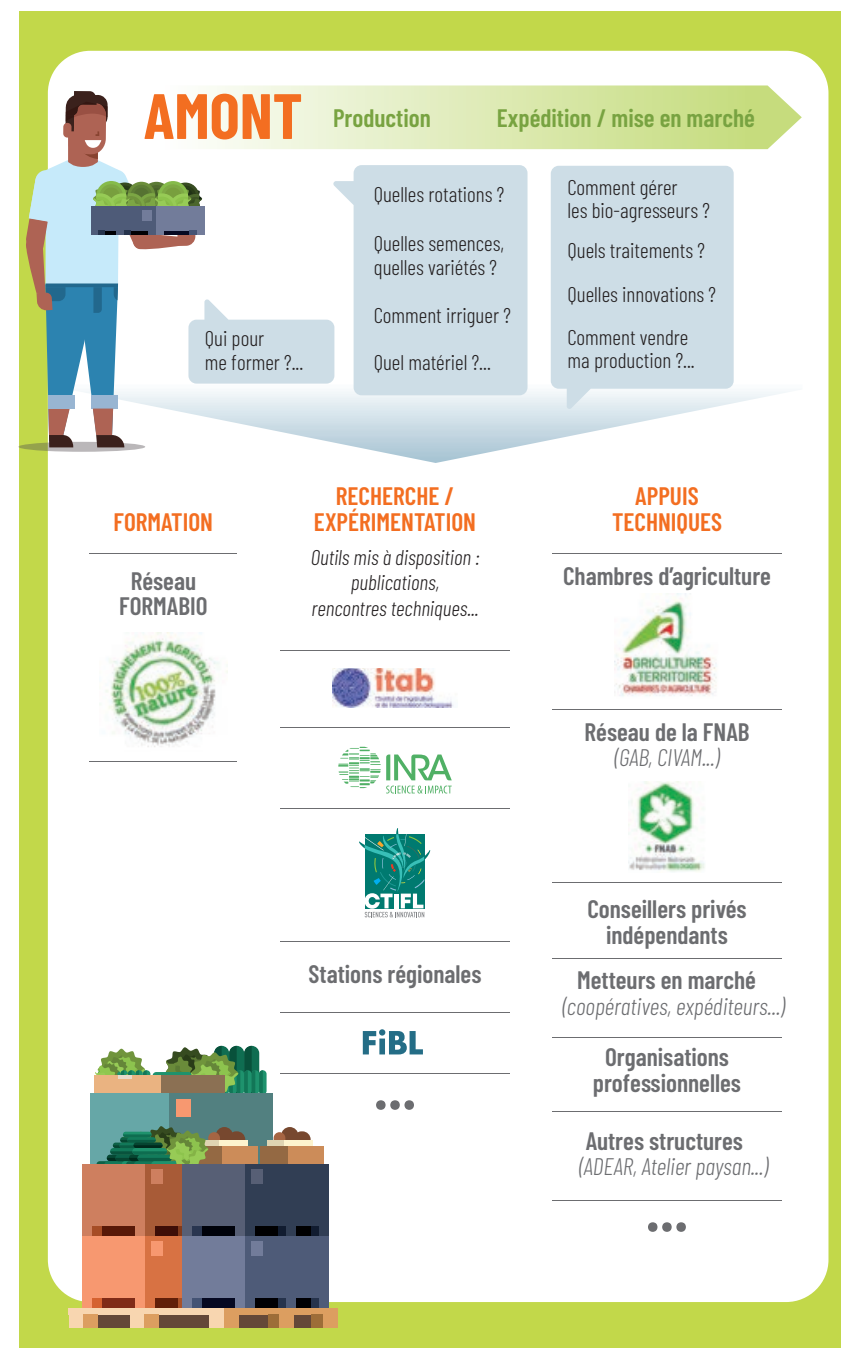 AMONT
Production
Expédition / mise en marché
Qui pour
me former ?...
Quelles rotations ?
Quelles semences,
quelles variétés ?
Comment irriguer ?
Quel matériel ?...
Comment gérer
les bio-agresseurs ?
Quels traitements ?
Quelles innovations ?
Comment vendre
ma production ?...
FORMATION
Réseau
FORMABIO
ENSEIGNEMENT AGRICOLE
100%
nature
RECHERCHE /
EXPÉRIMENTATION
Outils mis à disposition :
publications,
rencontres techniques...
itab
INRA
SCIENCE & IMPACT
CTIFL
SCIENCES & INNOVATION
Stations régionales
FiBL
•••
APPUIS
TECHNIQUES
Chambres d'agriculture
aGRICULTURES
& TERRITOIRES
CHAMBRES D'AGRICULTURE
Réseau de la FNAB
(GAB, CIVAM...)
• FNAB •
Fédération Nationale
d'Agriculture BIOLOGIQUE
Conseillers privés
indépendants
Metteurs en marché
(coopératives, expéditeurs...)
Organisations
professionnelles
Autres structures
(ADEAR, Atelier paysan...)
•••